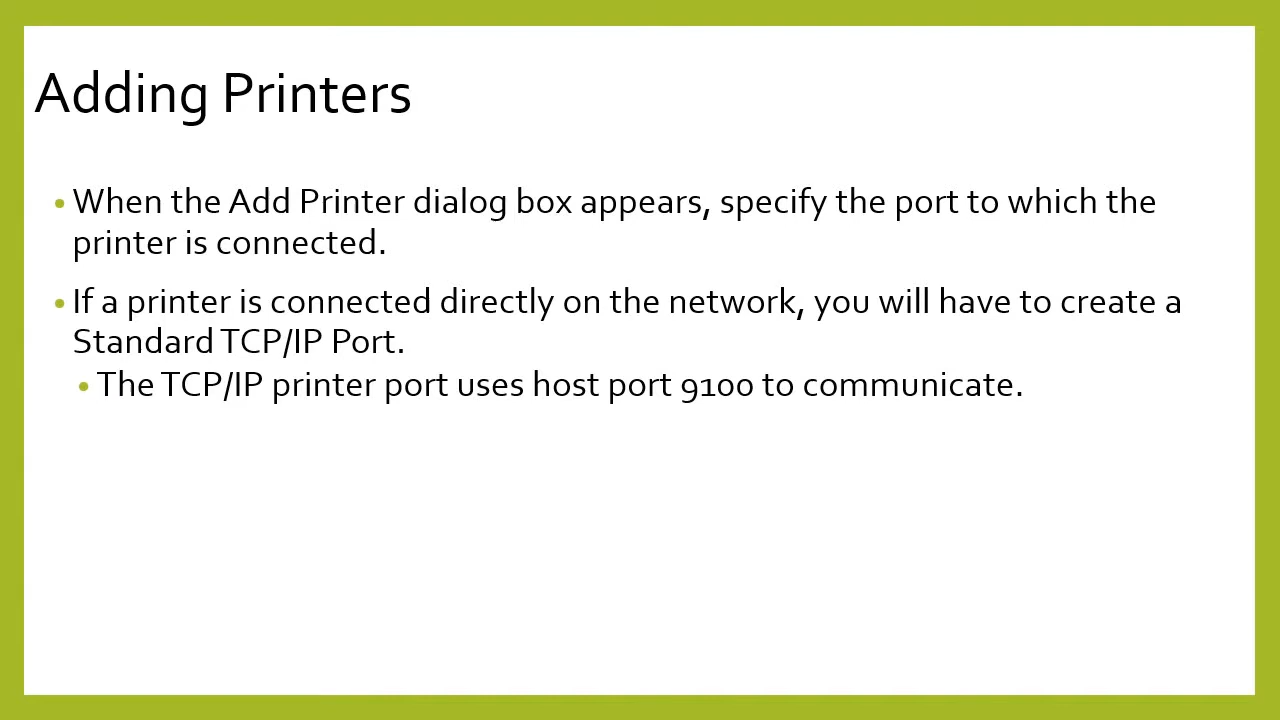 Adding Printers
• When the Add Printer dialog box appears, specify the port to which the
printer is connected.
• If a printer is connected directly on the network, you will have to create a
Standard TCP/IP Port.
• The TCP/IP printer port uses host port 9100 to communicate.